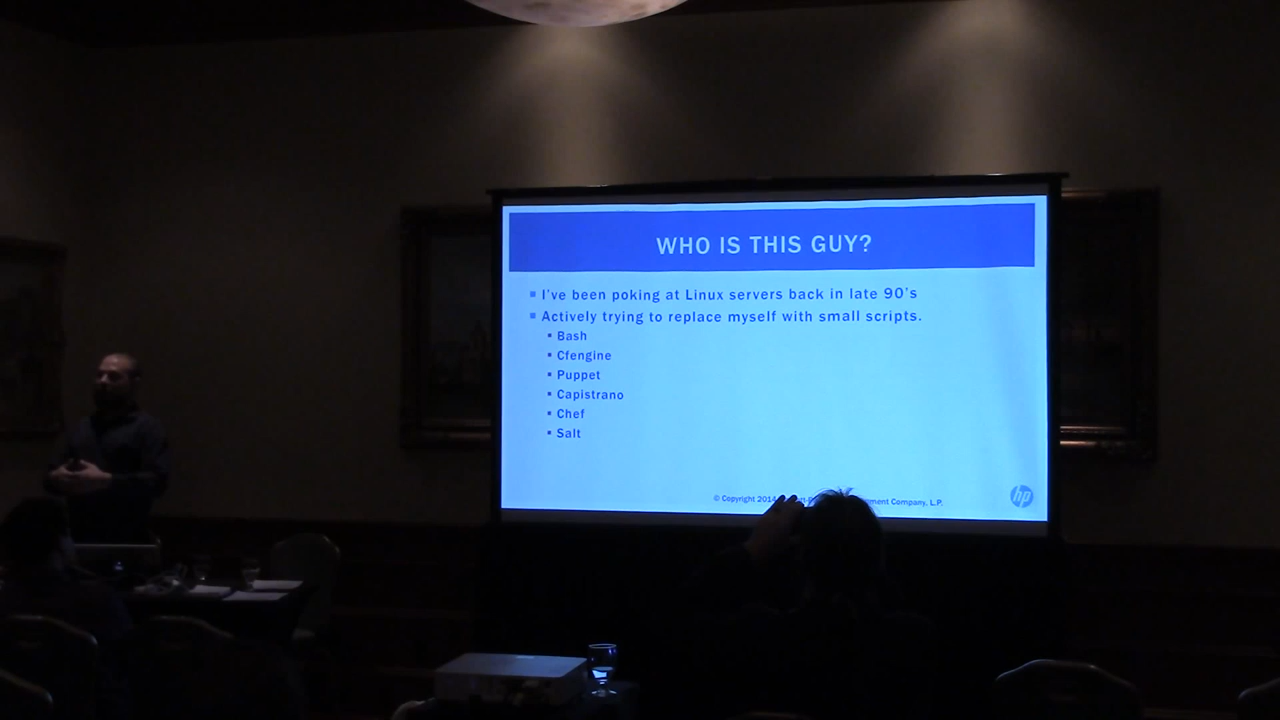 WHO IS THIS GUY?
I've been poking at Linux servers back in late 90's
Actively trying to replace myself with small scripts.
Bash
Cfengine
Puppet
Capistrano
Chef
Salt
© Copyright 2014 Company, L.P.
hp